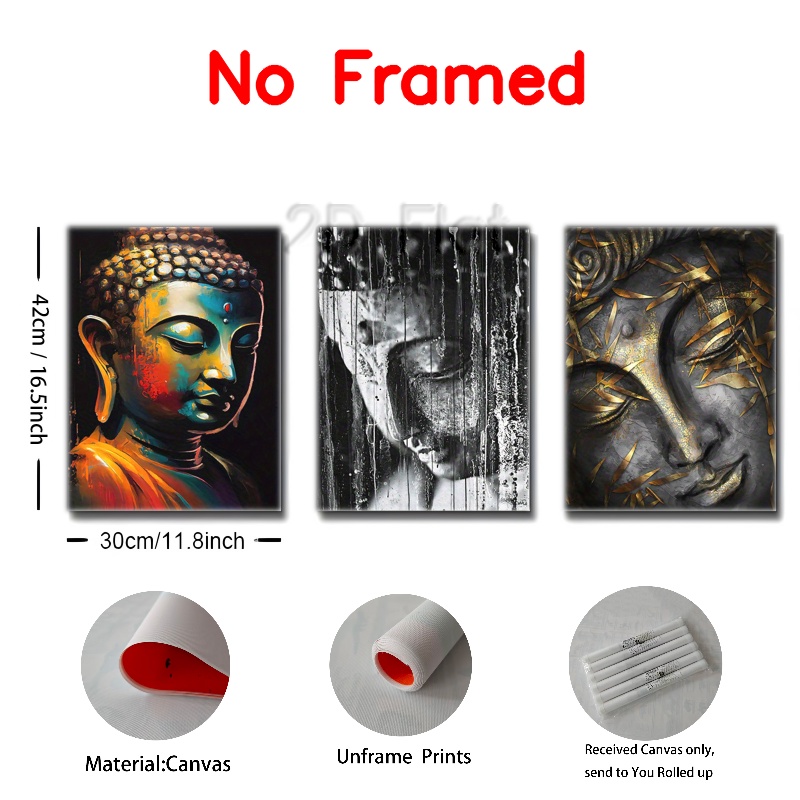 No Framed
2D Flat
42cm / 16.5inch
30cm/11.8inch
Material:Canvas
Unframe Prints
Received Canvas only,
send to You Rolled up